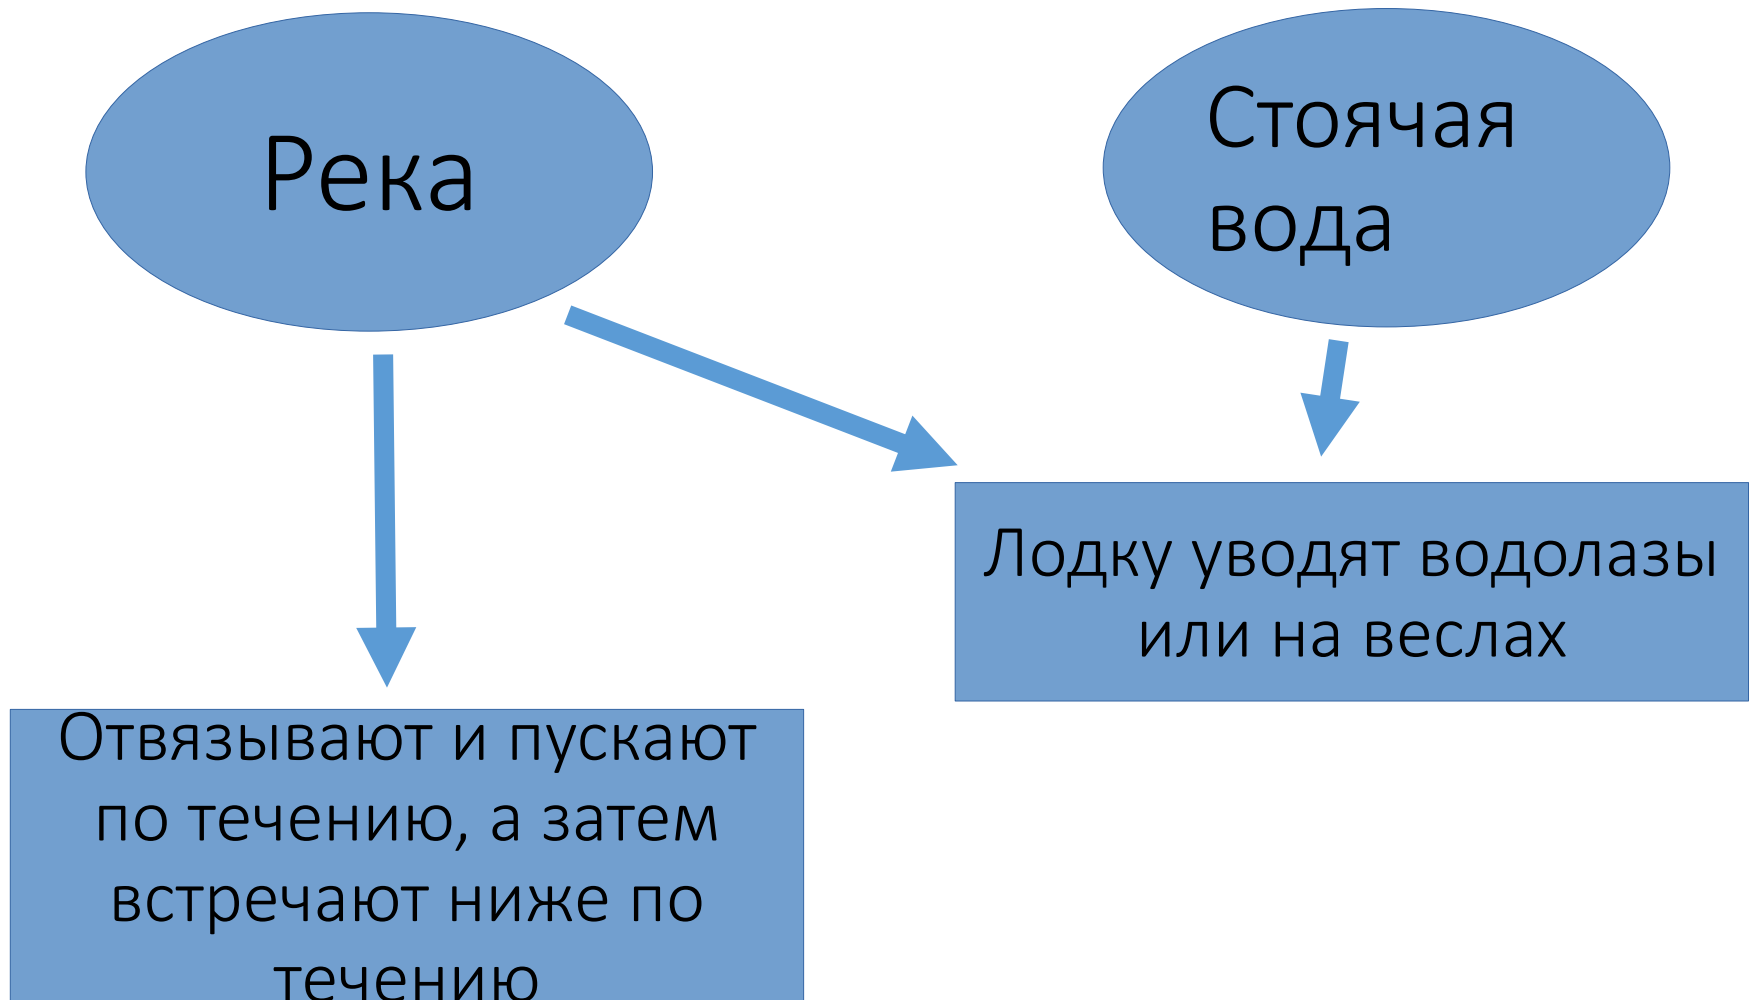 Река
Стоячая
вода
Лодку уводят водолазы
или на веслах
Отвязывают и пускают
по течению, а затем
встречают ниже по
течению